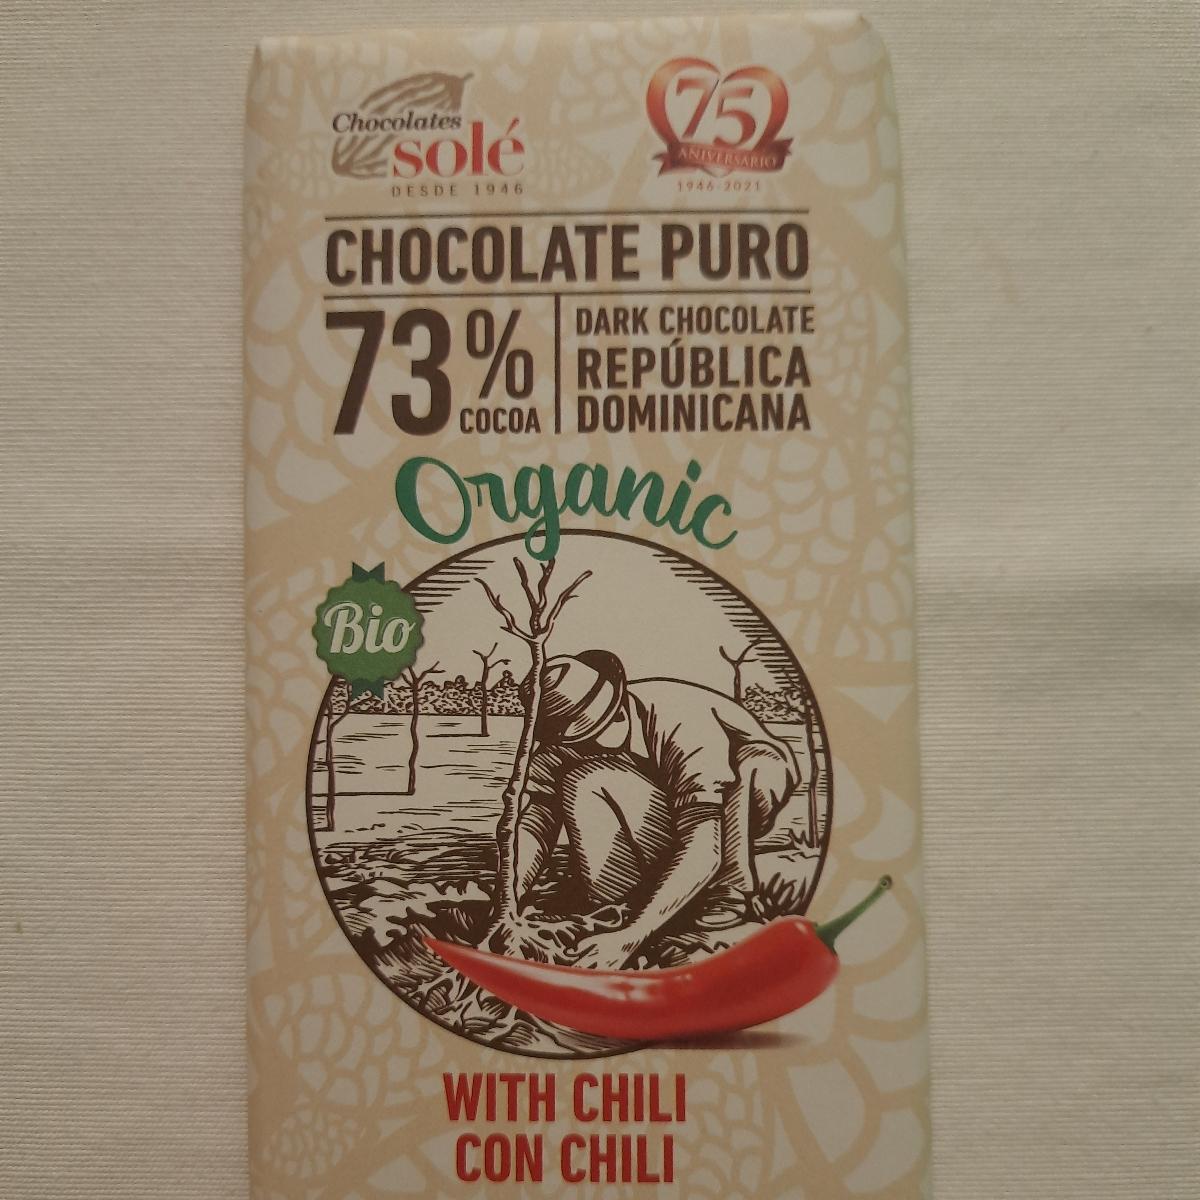 Chocolates
solé
DESDE 1946
75
ANIVERSARIO
1946-2021
CHOCOLATE PURO
73%
COCOA
DARK CHOCOLATE
REPÚBLICA
DOMINICANA
Organic
Bio
WITH CHILI
CON CHILI